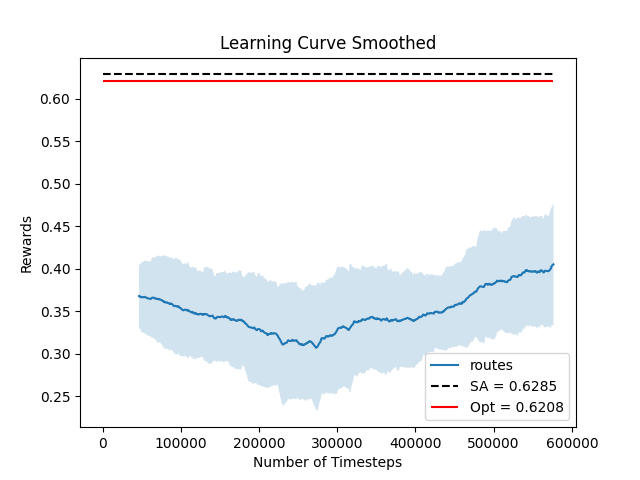 Learning Curve Smoothed
Rewards
0.60
0.55
0.50
0.45
0.40
0.35
0.30
0.25
routes
SA = 0.6285
Opt = 0.6208
0 100000 200000 300000 400000 500000 600000
Number of Timesteps